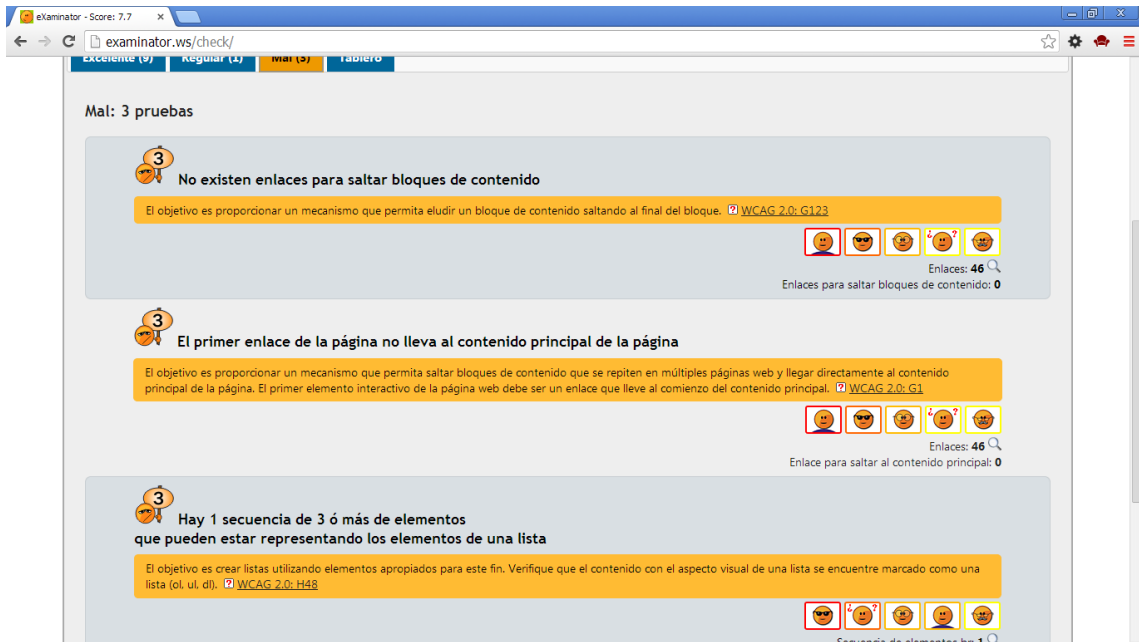 eXaminator - Score: 7.7
examinator.ws/check/
Excelente (9) Regular (1) Mal (3) Tablero
Mal: 3 pruebas
3
No existen enlaces para saltar bloques de contenido
El objetivo es proporcionar un mecanismo que permita eludir un bloque de contenido saltando al final del bloque. WCAG 2.0: G123
Enlaces: 46
Enlaces para saltar bloques de contenido: 0
3
El primer enlace de la página no lleva al contenido principal de la página
El objetivo es proporcionar un mecanismo que permita saltar bloques de contenido que se repiten en múltiples páginas web y llegar directamente al contenido
principal de la página. El primer elemento interactivo de la página web debe ser un enlace que lleve al comienzo del contenido principal. WCAG 2.0: G1
Enlaces: 46
Enlace para saltar al contenido principal: 0
3
Hay 1 secuencia de 3 ó más de elementos
que pueden estar representando los elementos de una lista
El objetivo es crear listas utilizando elementos apropiados para este fin. Verifique que el contenido con el aspecto visual de una lista se encuentre marcado como una
lista (ol, ul, dl). WCAG 2.0: H48
Secuencia de elementos br: 1